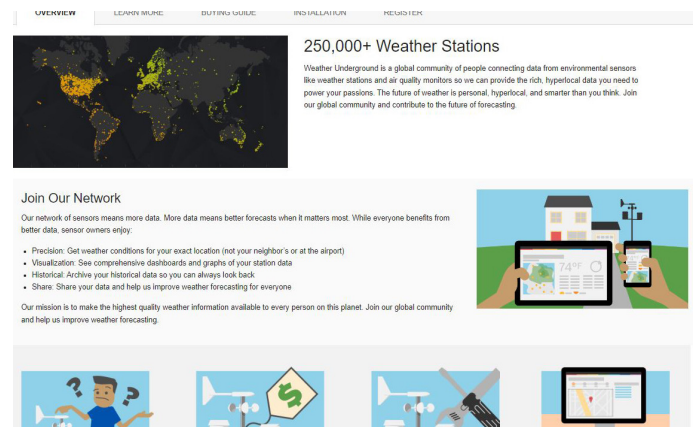 OVERVIEW LEARN MORE BUYING GUIDE INSTALLATION REGISTER
250,000+ Weather Stations
Weather Underground is a global community of people connecting data from environmental sensors
like weather stations and air quality monitors so we can provide the rich, hyperlocal data you need to
power your passions. The future of weather is personal, hyperlocal, and smarter than you think. Join
our global community and contribute to the future of forecasting.
Join Our Network
Our network of sensors means more data. More data means better forecasts when it matters most. While everyone benefits from
better data, sensor owners enjoy:
• Precision: Get weather conditions for your exact location (not your neighbor's or at the airport)
• Visualization: See comprehensive dashboards and graphs of your station data
• Historical: Archive your historical data so you can always look back
• Share: Share your data and help us improve weather forecasting for everyone
Our mission is to make the highest quality weather information available to every person on this planet. Join our global community
and help us improve weather forecasting.
74°F
? ?
$